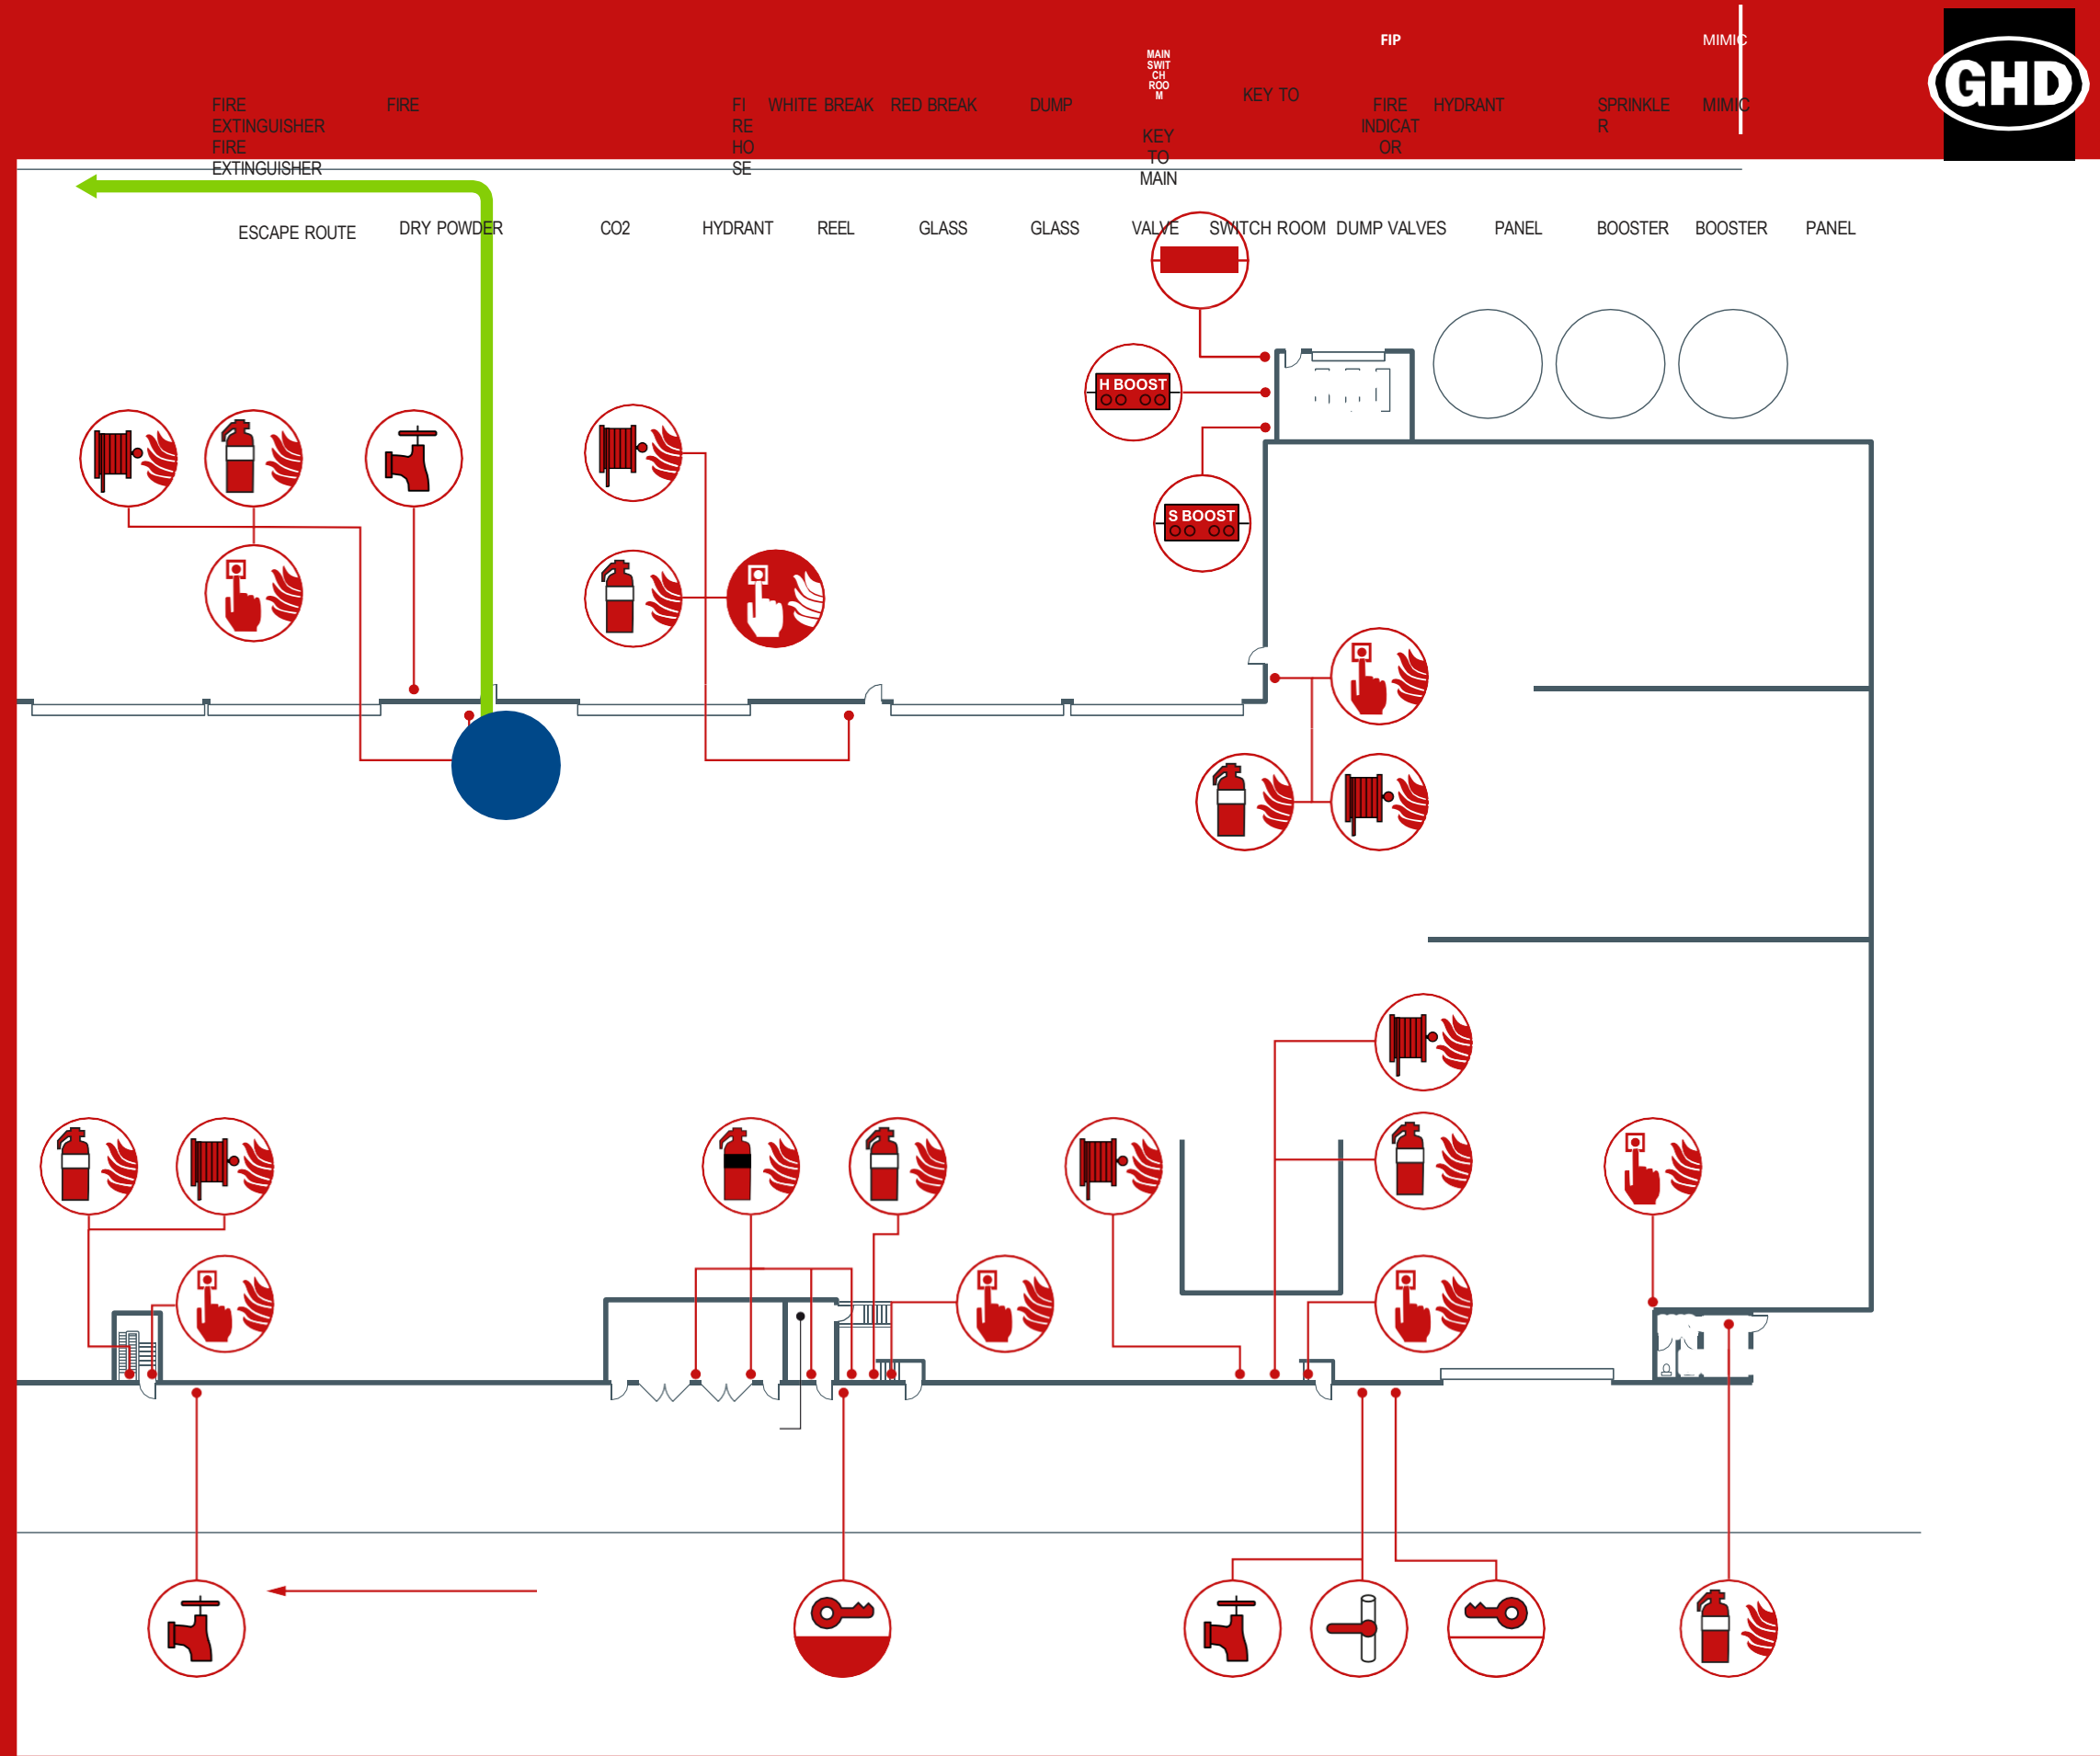 FIP
MIMIC
MAIN
SWIT
CH
ROO
M
GHD
KEY TO
FIRE
EXTINGUISHER
FIRE
EXTINGUISHER
FIRE
FI
RE
HO
SE
WHITE BREAK
RED BREAK
DUMP
KEY
TO
MAIN
FIRE
INDICAT
OR
HYDRANT
SPRINKLE
R
MIMIC
ESCAPE ROUTE
DRY POWDER
CO2
HYDRANT
REEL
GLASS
GLASS
VALVE
SWITCH ROOM
DUMP VALVES
PANEL
BOOSTER
BOOSTER
PANEL
H BOOST
S BOOST